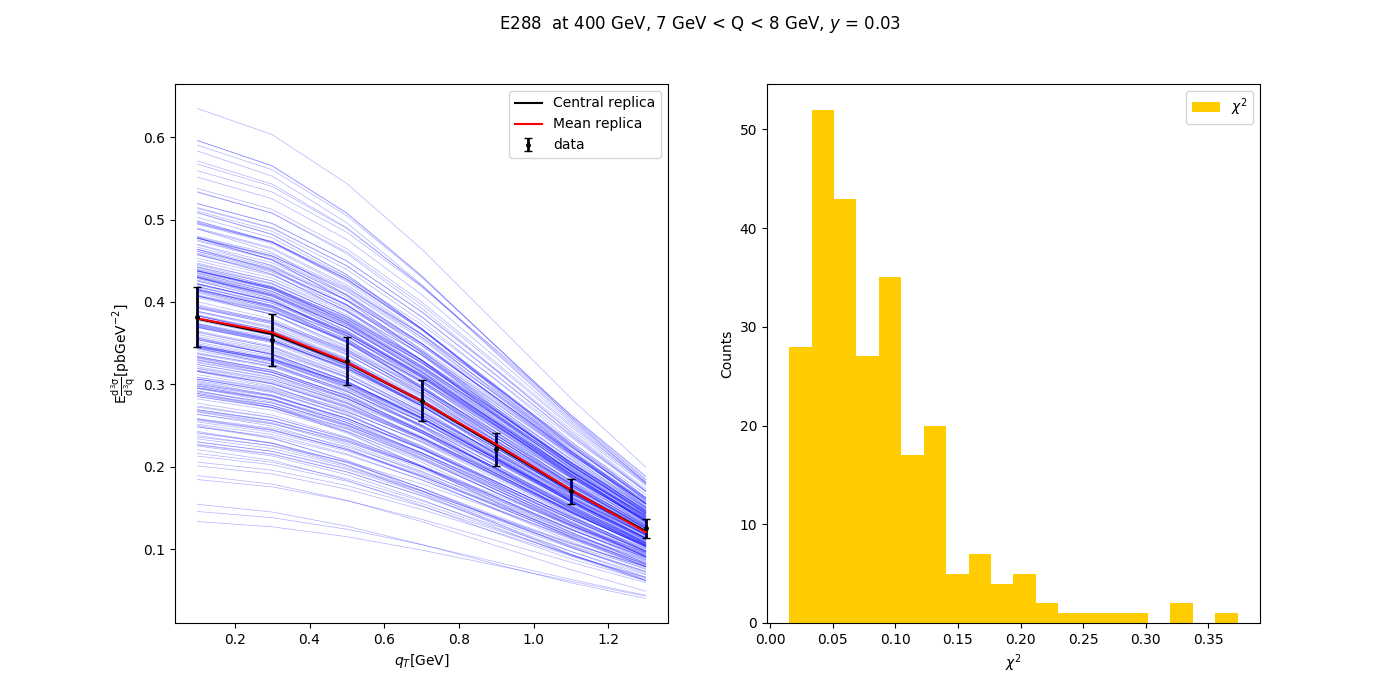 E288 at 400 GeV, 7 GeV < Q < 8 GeV, y = 0.03
Central replica
Mean replica
data
0.6
0.5
0.4
0.3
0.2
0.1
E d³σ/d³q [pbGeV⁻²]
0.2 0.4 0.6 0.8 1.0 1.2
q_T[GeV]
χ²
50
40
30
20
10
0
Counts
0.00 0.05 0.10 0.15 0.20 0.25 0.30 0.35
χ²